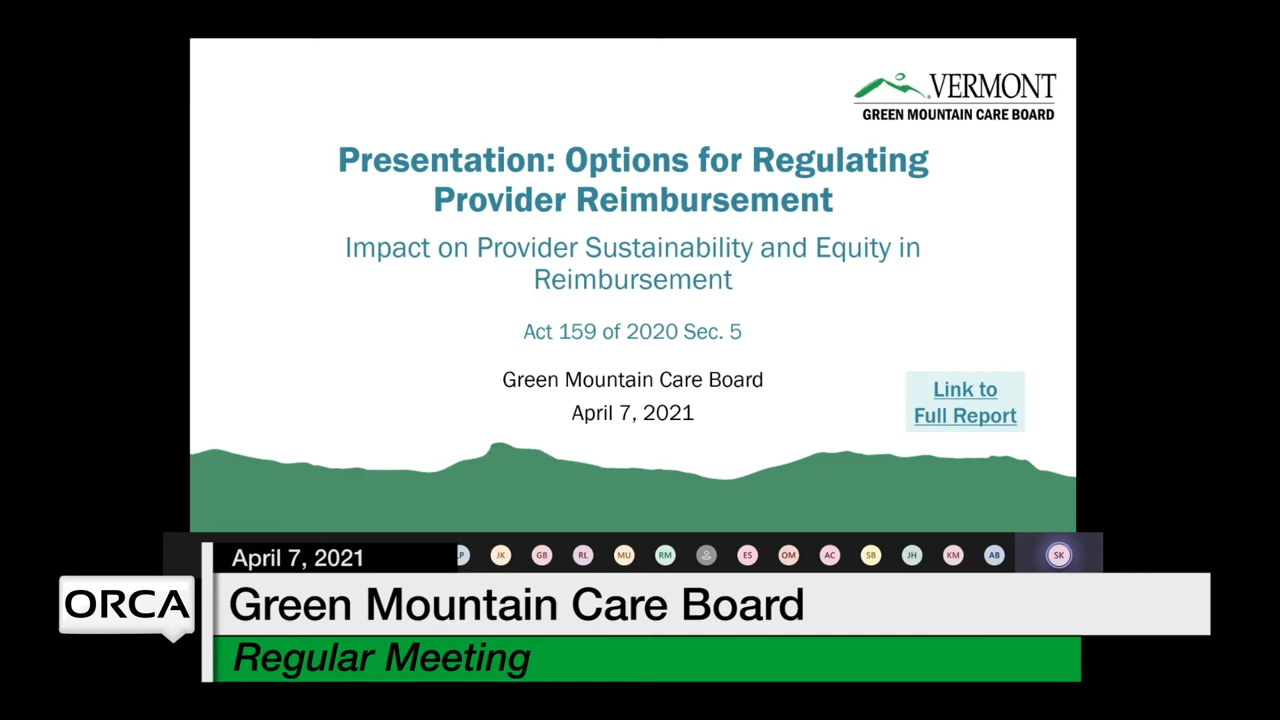 VERMONT
GREEN MOUNTAIN CARE BOARD
Presentation: Options for Regulating
Provider Reimbursement
Impact on Provider Sustainability and Equity in
Reimbursement
Act 159 of 2020 Sec. 5
Green Mountain Care Board
April 7, 2021
Link to
Full Report
P JK GB RL MU RM ES OM AC SB JH KM AB SK
April 7, 2021
ORCA
Green Mountain Care Board
Regular Meeting